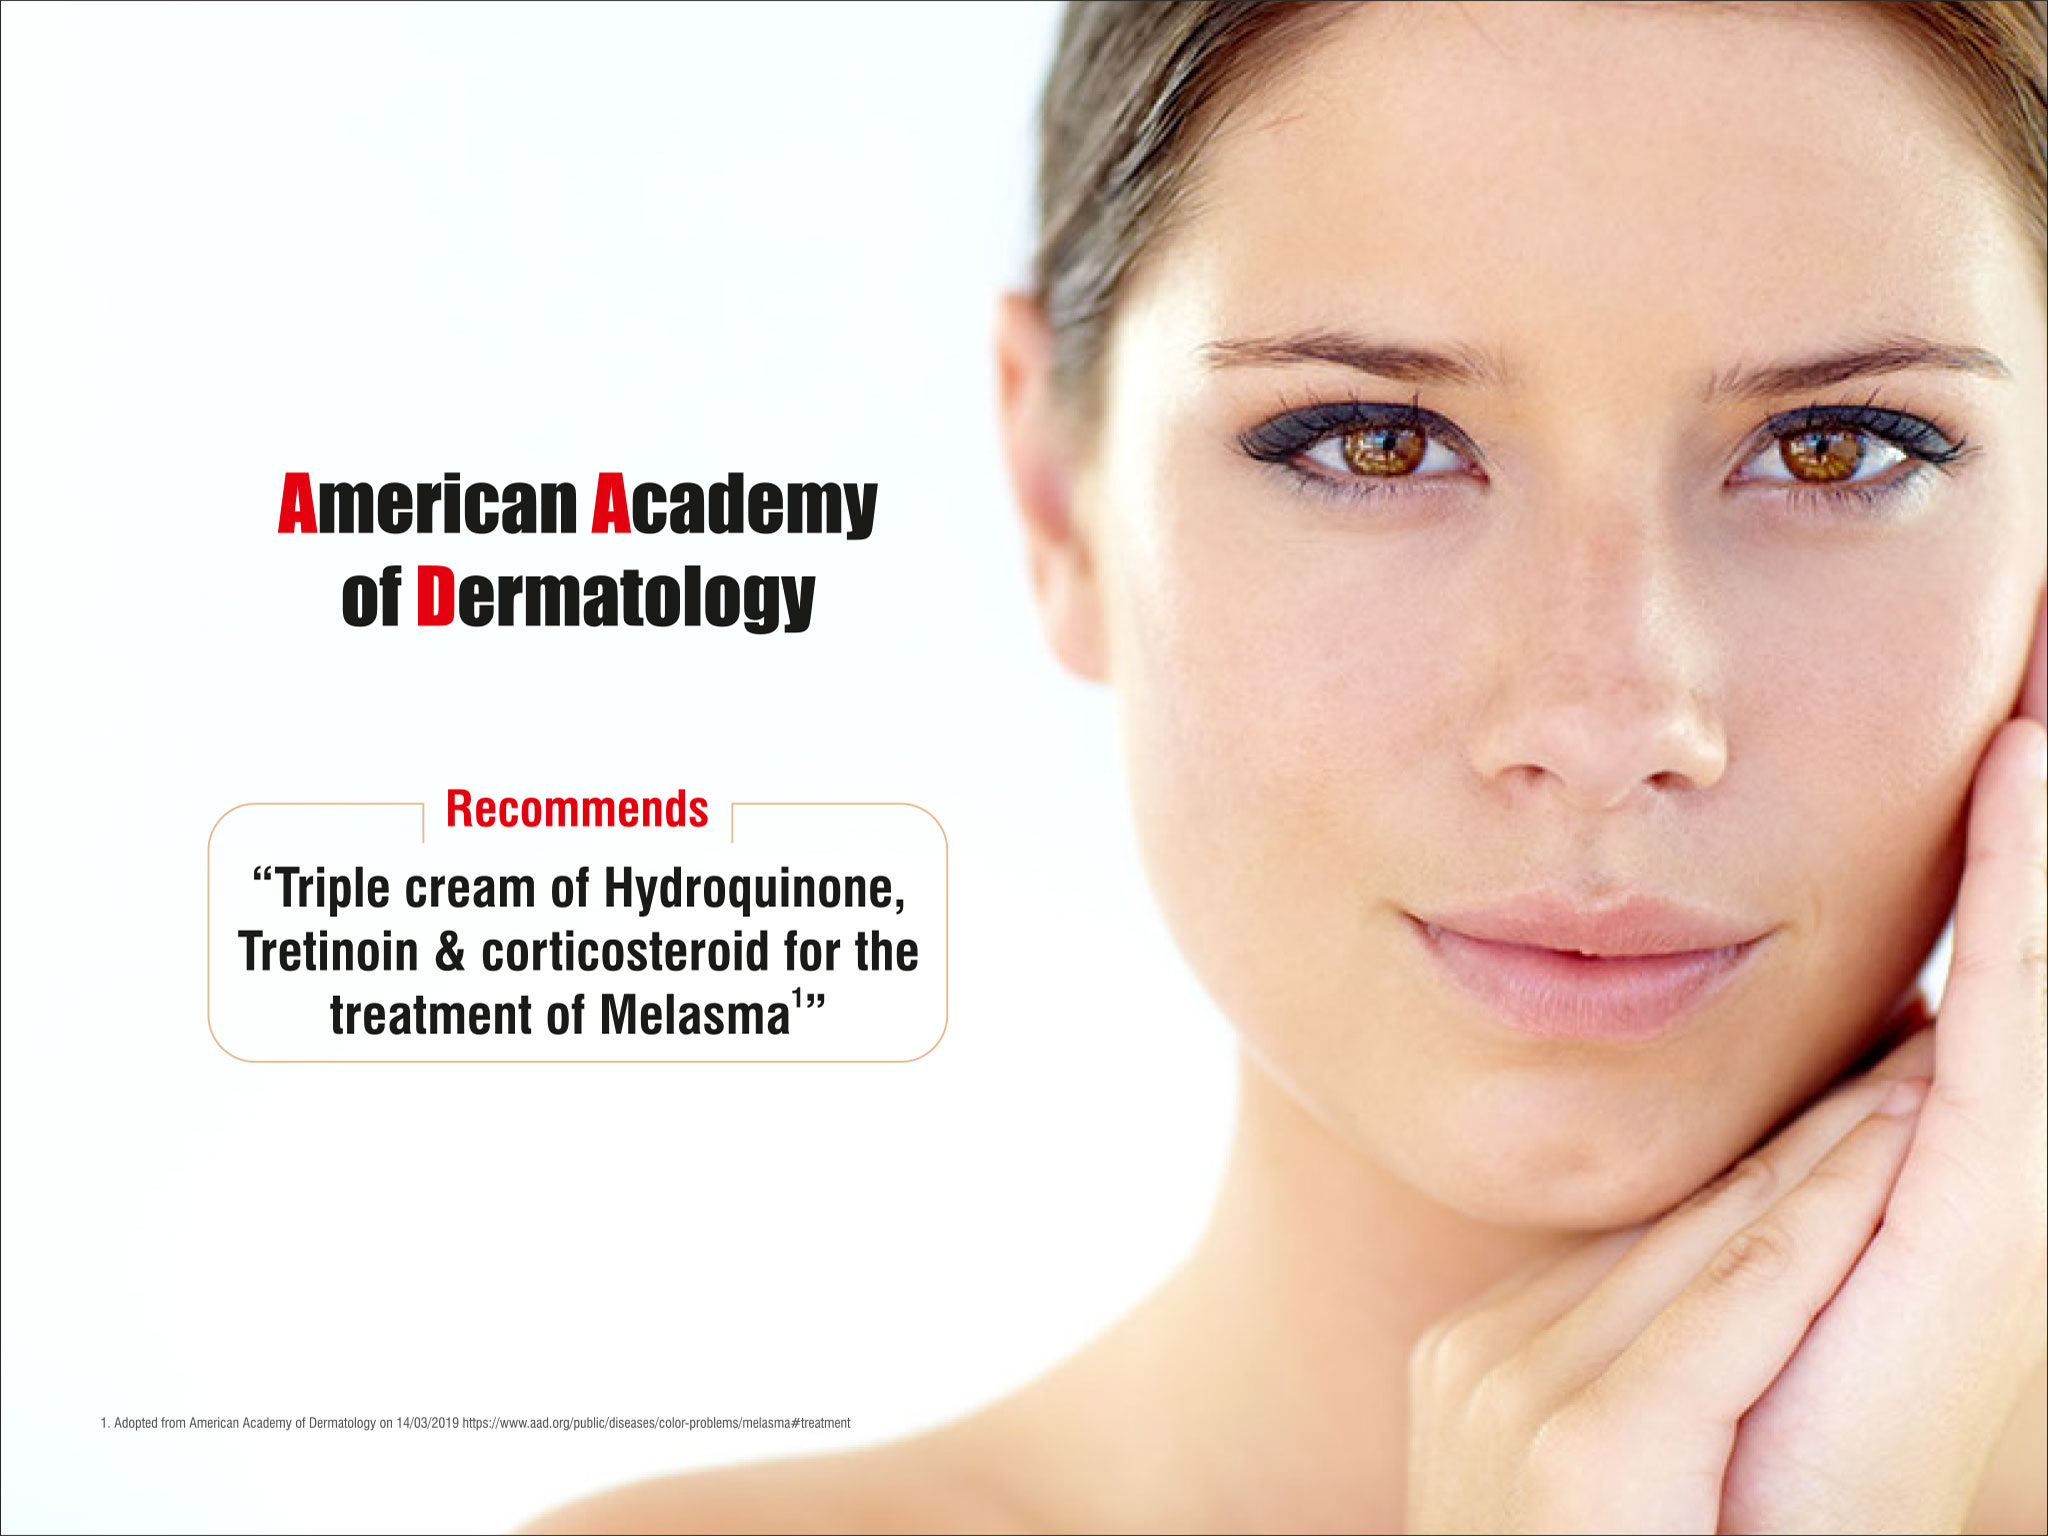 American Academy
of Dermatology
Recommends
“Triple cream of Hydroquinone,
Tretinoin & corticosteroid for the
treatment of Melasma¹”
1. Adopted from American Academy of Dermatology on 14/03/2019 https://www.aad.org/public/diseases/color-problems/melasma#treatment